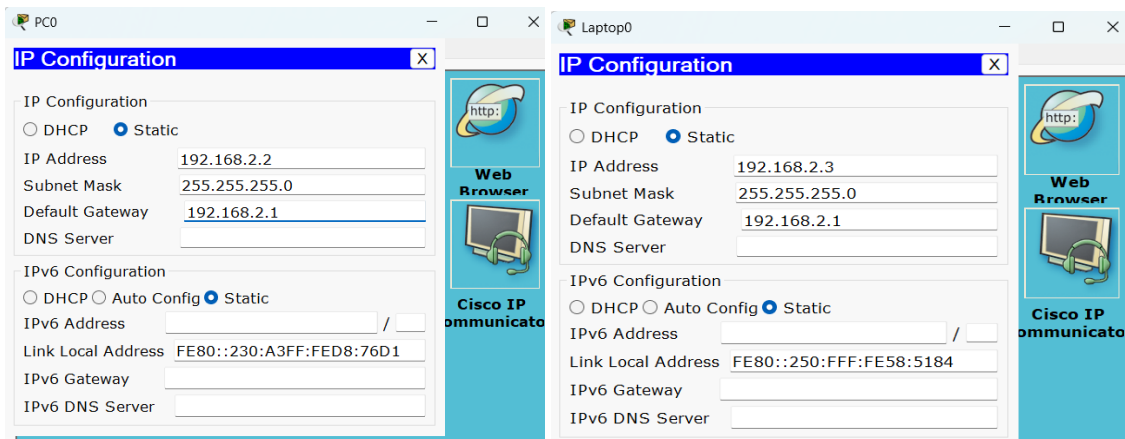 PC0
IP Configuration
X
IP Configuration
DHCP Static
IP Address 192.168.2.2
Subnet Mask 255.255.255.0
Default Gateway 192.168.2.1
DNS Server
IPv6 Configuration
DHCP Auto Config Static
IPv6 Address /
Link Local Address FE80::230:A3FF:FED8:76D1
IPv6 Gateway
IPv6 DNS Server
http:
Web
Browser
Cisco IP
ommunicato
Laptop0
IP Configuration
X
IP Configuration
DHCP Static
IP Address 192.168.2.3
Subnet Mask 255.255.255.0
Default Gateway 192.168.2.1
DNS Server
IPv6 Configuration
DHCP Auto Config Static
IPv6 Address /
Link Local Address FE80::250:FFF:FE58:5184
IPv6 Gateway
IPv6 DNS Server
http:
Web
Browser
Cisco IP
ommunicato